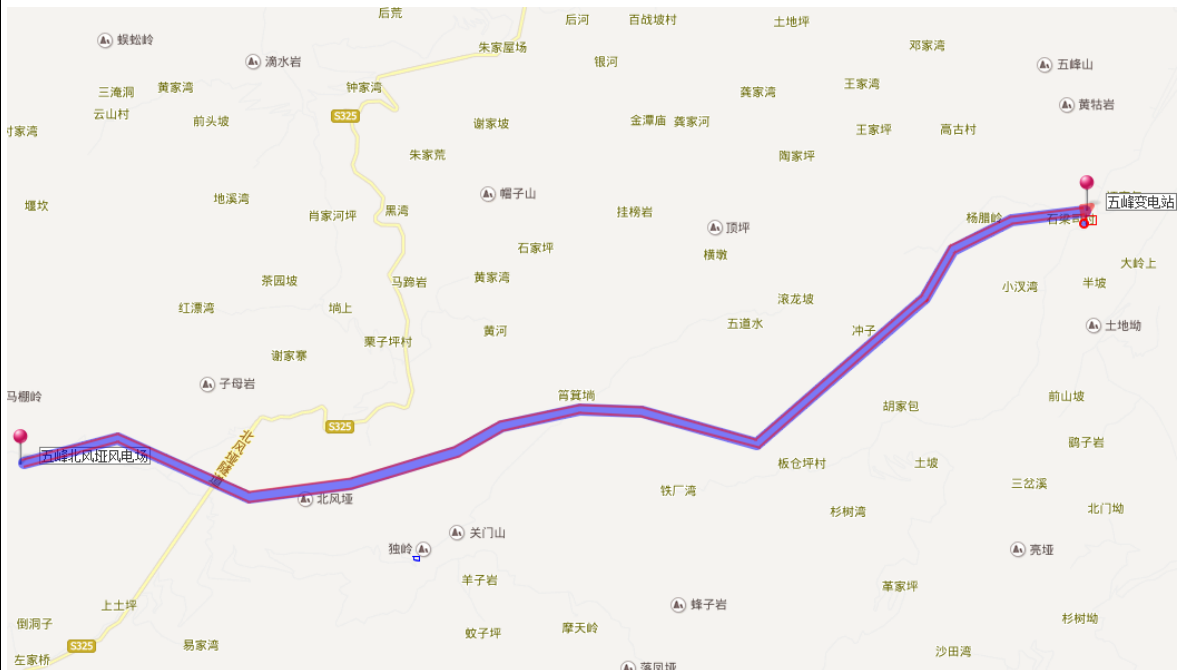 后荒
后河
百战坡村
土地坪
蜈蚣岭
朱家屋场
邓家湾
滴水岩
银河
五峰山
三淹洞
黄家湾
钟家湾
龚家湾
王家湾
黄牯岩
云山村
前头坡
S325
谢家坡
金潭庙
龚家河
王家坪
高古村
家湾
朱家荒
陶家坪
堰坎
地溪湾
肖家河坪
黑湾
帽子山
挂榜岩
顶坪
杨腊岭
五峰变电站
石家坪
横墩
大岭上
茶园坡
马蹄岩
黄家湾
滚龙坡
小汊湾
半坡
红漂湾
埫上
黄河
五道水
冲子
土地坳
谢家寨
栗子坪村
子母岩
马棚岭
筲箕埫
胡家包
前山坡
S325
北风垭隧道
鹞子岩
五峰北风垭风电场
板仓坪村
土坡
铁厂湾
三岔溪
北风垭
杉树湾
北门坳
关门山
独岭
亮垭
羊子岩
革家坪
上土坪
蜂子岩
倒洞子
杉树坳
蚊子坪
摩天岭
S325
易家湾
左家桥
沙田湾
落凤垭